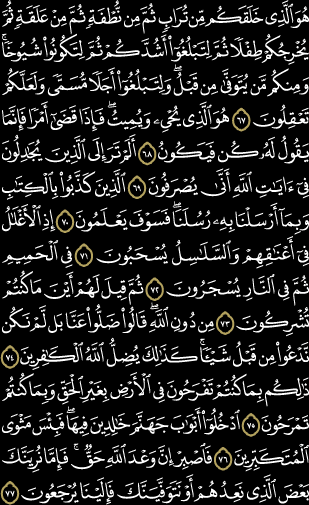 هُوَ ٱلَّذِى خَلَقَكُم مِّن تُرَابٍ ثُمَّ مِن نُّطْفَةٍ ثُمَّ مِنْ عَلَقَةٍ ثُمَّ
يُخْرِجُكُمْ طِفْلًا ثُمَّ لِتَبْلُغُوٓا۟ أَشُدَّكُمْ ثُمَّ لِتَكُونُوا۟ شُيُوخًا ۚ
وَمِنكُم مَّن يُتَوَفَّىٰ مِن قَبْلُ ۖ وَلِتَبْلُغُوٓا۟ أَجَلًا مُّسَمًّى وَلَعَلَّكُمْ
تَعْقِلُونَ ٦٧ هُوَ ٱلَّذِى يُحْىِۦ وَيُمِيتُ ۖ فَإِذَا قَضَىٰٓ أَمْرًا فَإِنَّمَا
يَقُولُ لَهُۥ كُن فَيَكُونُ ٦٨ أَلَمْ تَرَ إِلَى ٱلَّذِينَ يُجَٰدِلُونَ
فِىٓ ءَايَٰتِ ٱللَّهِ أَنَّىٰ يُصْرَفُونَ ٦٩ ٱلَّذِينَ كَذَّبُوا۟ بِٱلْكِتَٰبِ
وَبِمَآ أَرْسَلْنَا بِهِۦ رُسُلَنَا ۖ فَسَوْفَ يَعْلَمُونَ ٧٠ إِذِ ٱلْأَغْلَٰلُ
فِىٓ أَعْنَٰقِهِمْ وَٱلسَّلَٰسِلُ يُسْحَبُونَ ٧١ فِى ٱلْحَمِيمِ
ثُمَّ فِى ٱلنَّارِ يُسْجَرُونَ ٧٢ ثُمَّ قِيلَ لَهُمْ أَيْنَ مَا كُنتُمْ
تُشْرِكُونَ ٧٣ مِن دُونِ ٱللَّهِ ۖ قَالُوا۟ ضَلُّوا۟ عَنَّا بَل لَّمْ نَكُن
نَّدْعُوا۟ مِن قَبْلُ شَيْـًٔا ۚ كَذَٰلِكَ يُضِلُّ ٱللَّهُ ٱلْكَٰفِرِينَ ٧٤
ذَٰلِكُم بِمَا كُنتُمْ تَفْرَحُونَ فِى ٱلْأَرْضِ بِغَيْرِ ٱلْحَقِّ وَبِمَا كُنتُمْ
تَمْرَحُونَ ٧٥ ٱدْخُلُوٓا۟ أَبْوَٰبَ جَهَنَّمَ خَٰلِدِينَ فِيهَا ۖ فَبِئْسَ مَثْوَى
ٱلْمُتَكَبِّرِينَ ٧٦ فَٱصْبِرْ إِنَّ وَعْدَ ٱللَّهِ حَقٌّ ۚ فَإِمَّا نُرِيَنَّكَ
بَعْضَ ٱلَّذِى نَعِدُهُمْ أَوْ نَتَوَفَّيَنَّكَ فَإِلَيْنَا يُرْجَعُونَ ٧٧